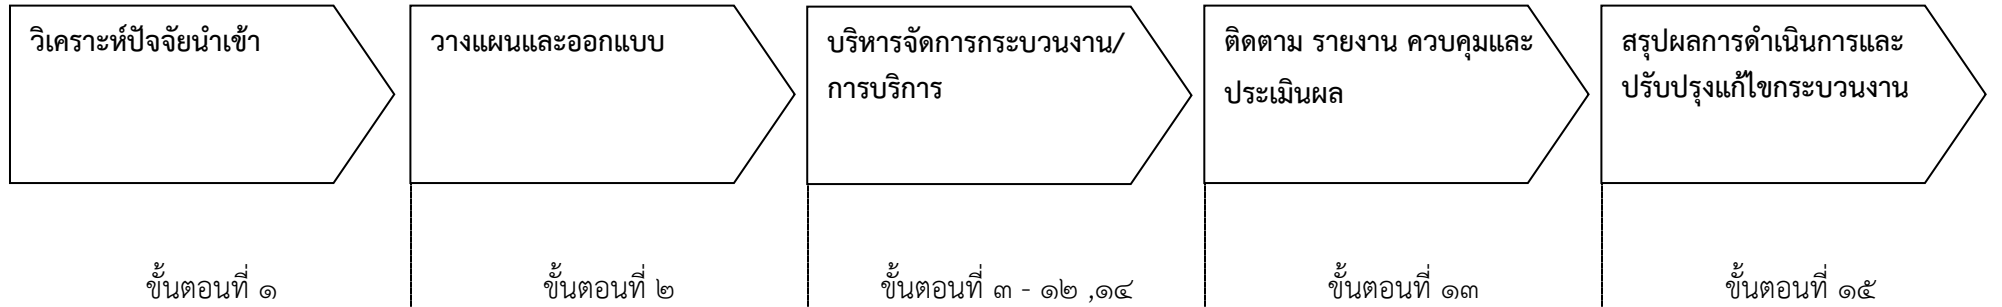 วิเคราะห์ปัจจัยนำเข้า
วางแผนและออกแบบ
บริหารจัดการกระบวนงาน/
การบริการ
ติดตาม รายงาน ควบคุมและ
ประเมินผล
สรุปผลการดำเนินการและ
ปรับปรุงแก้ไขกระบวนงาน
ขั้นตอนที่ ๑
ขั้นตอนที่ ๒
ขั้นตอนที่ ๓ - ๑๒ ,๑๔
ขั้นตอนที่ ๑๓
ขั้นตอนที่ ๑๕